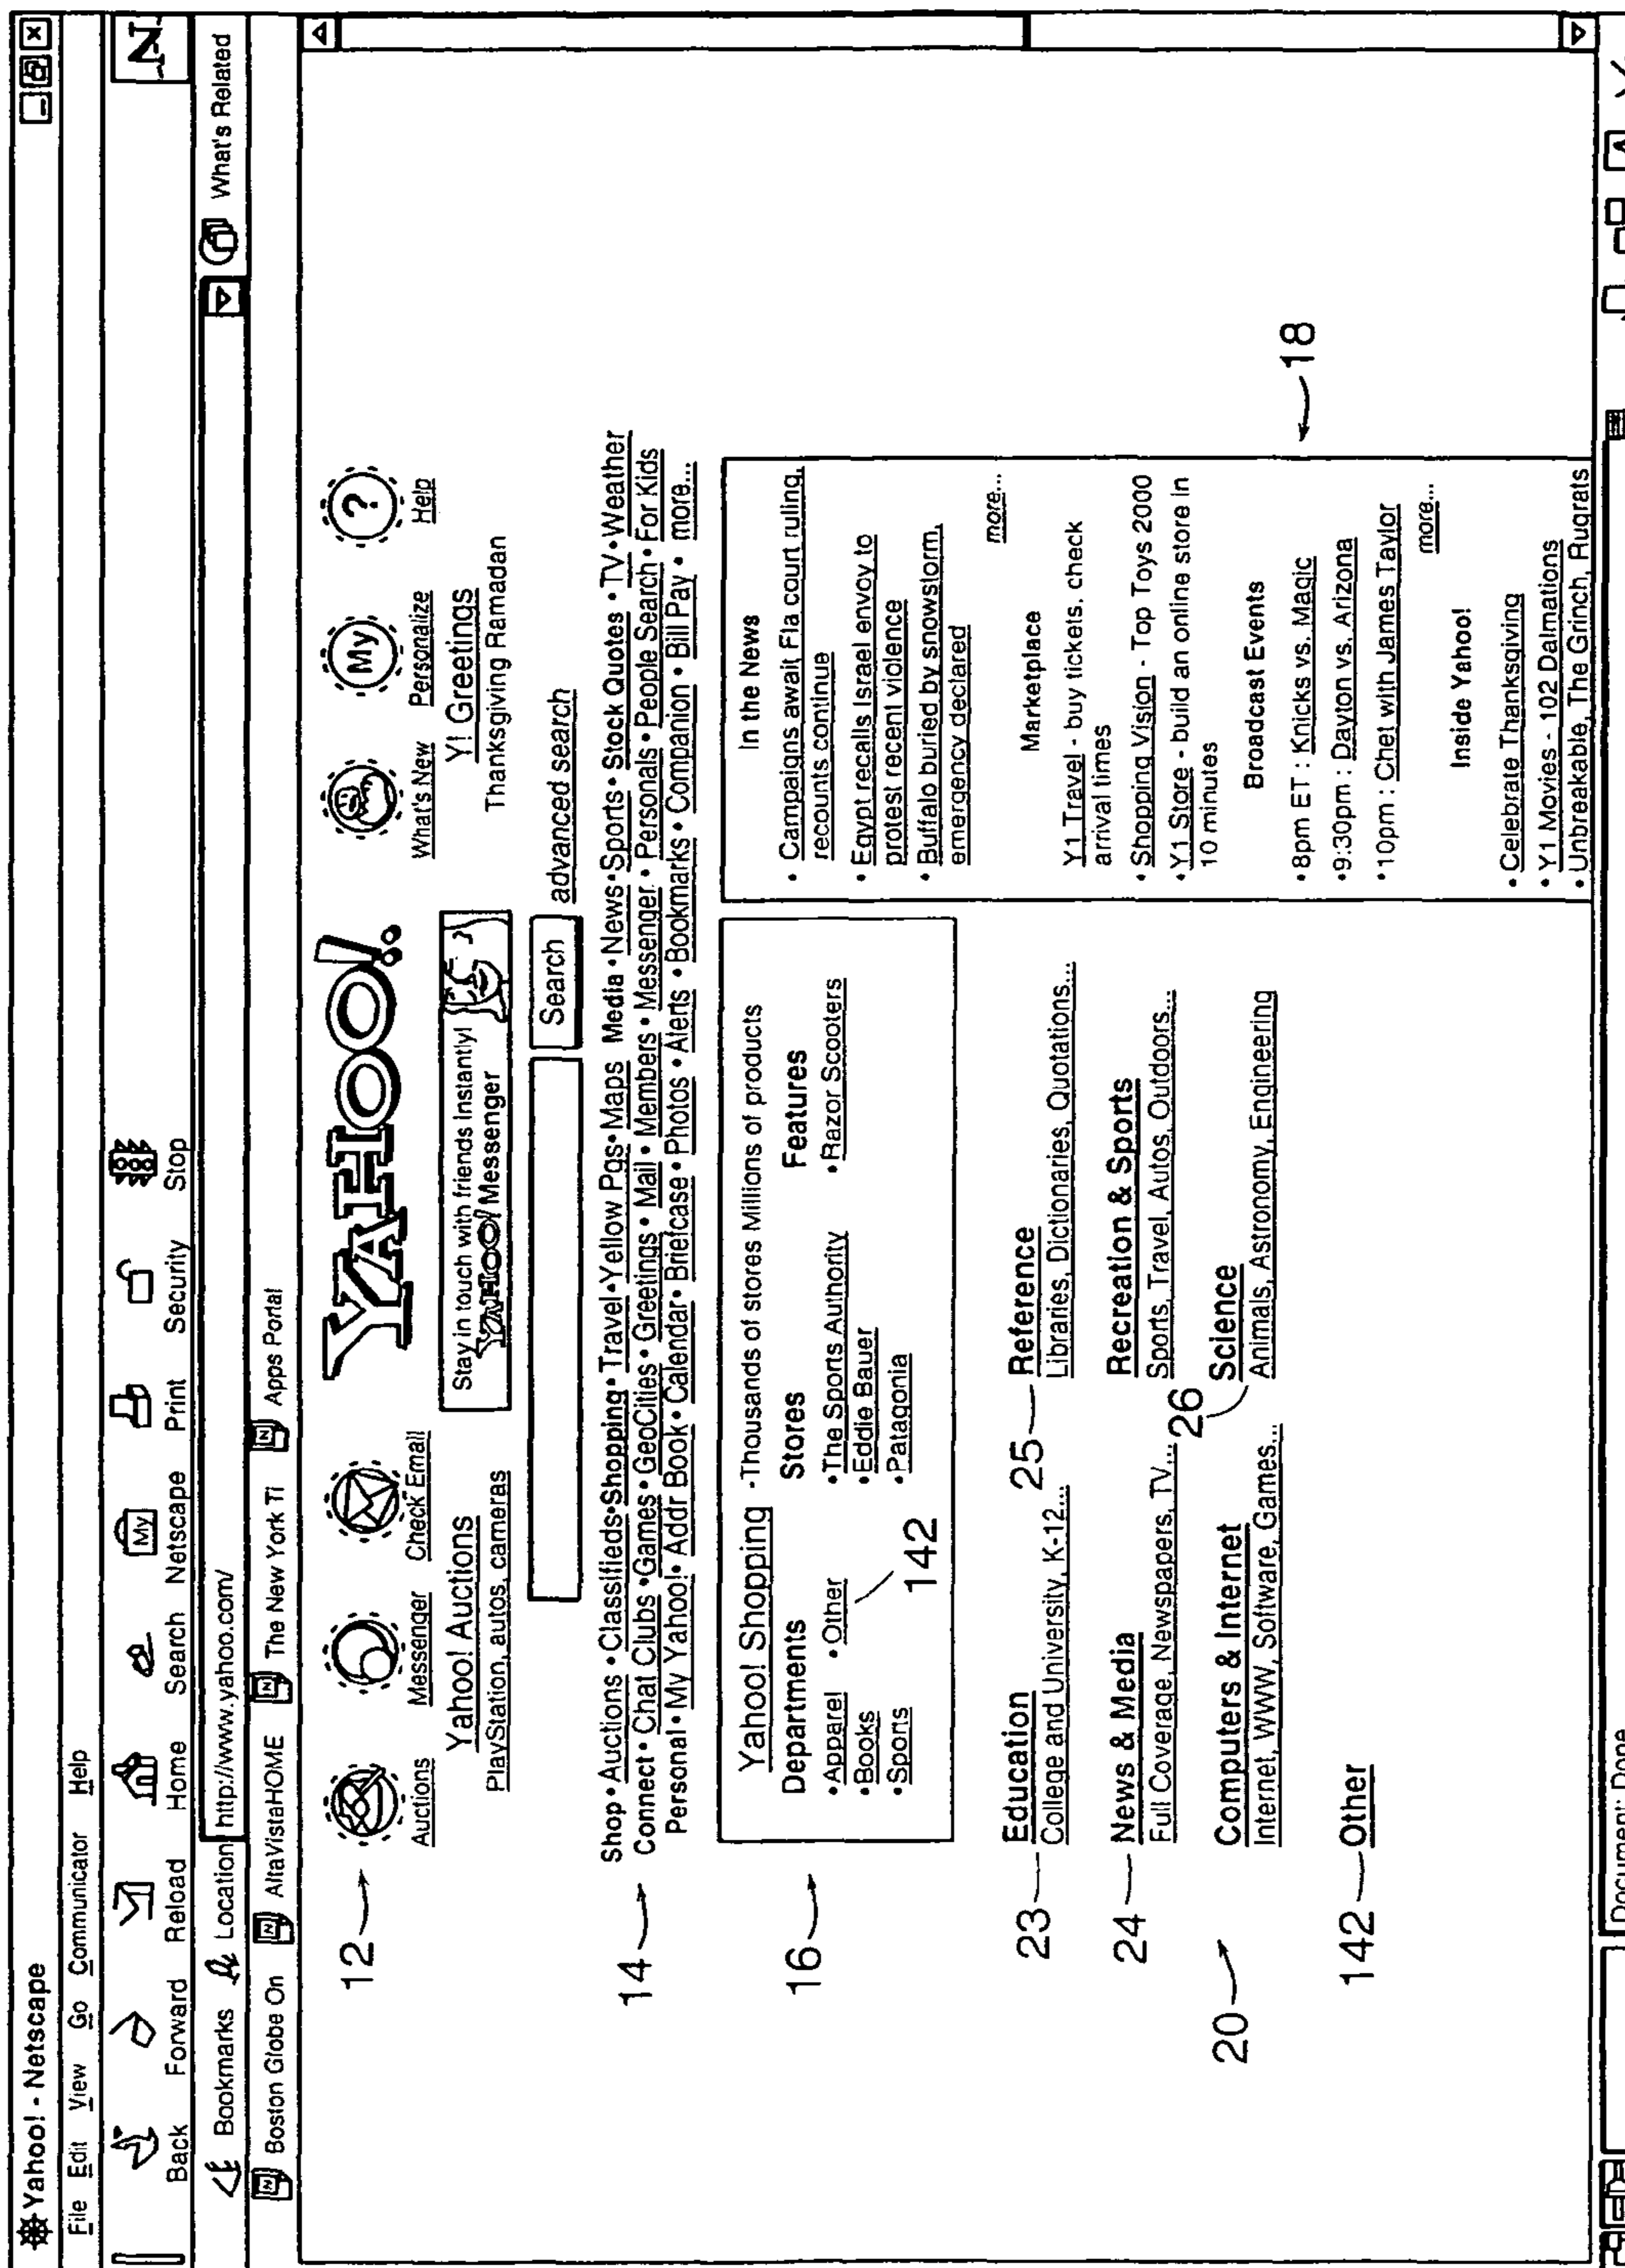 Yahoo! - Netscape
File Edit View Go Communicator Help
N
Back Forward Reload Home Search Netscape Print Security Stop
My
Bookmarks Location http://www.yahoo.com/ What's Related
Boston Globe On AltaVistaHOME The New York Ti Apps Portal
12
YAHOO!
My ?
Auctions Messenger Check Email What's New Personalize Help
Yahoo! Auctions
PlayStation, autos, cameras
Stay in touch with friends Instantly!
YAHOO! Messenger
Y! Greetings
Thanksgiving Ramadan
Search advanced search
14
Shop • Auctions • Classifieds • Shopping • Travel • Yellow Pgs • Maps Media • News • Sports • Stock Quotes • TV • Weather
Connect • Chat Clubs • Games • GeoCities • Greetings • Mail • Members • Messenger • Personals • People Search • For Kids
Personal • My Yahoo! • Addr Book • Calendar • Briefcase • Photos • Alerts • Bookmarks • Companion • Bill Pay • more...
16
Yahoo! Shopping -Thousands of stores Millions of products
Departments Stores Features
•Apparel •Other •The Sports Authority •Razor Scooters
•Books •Eddie Bauer
•Sports •Patagonia
142
23 Education
College and University, K-12...
25 Reference
Libraries, Dictionaries, Quotations...
24 News & Media
Full Coverage, Newspapers, TV...
Recreation & Sports
Sports, Travel, Autos, Outdoors...
20
Computers & Internet
Internet, WWW, Software, Games...
26 Science
Animals, Astronomy, Engineering
142 Other
In the News
• Campaigns await Fla court ruling,
recounts continue
• Egypt recalls Israel envoy to
protest recent violence
• Buffalo buried by snowstorm,
emergency declared
more...
Marketplace
Y1 Travel - buy tickets, check
arrival times
• Shopping Vision - Top Toys 2000
• Y1 Store - build an online store in
10 minutes
Broadcast Events
• 8pm ET : Knicks vs. Magic
•9:30pm : Dayton vs. Arizona
•10pm : Chet with James Taylor
more...
Inside Yahoo!
• Celebrate Thanksgiving
• Y1 Movies - 102 Dalmations
• Unbreakable, The Grinch, Rugrats
18
Document: Done